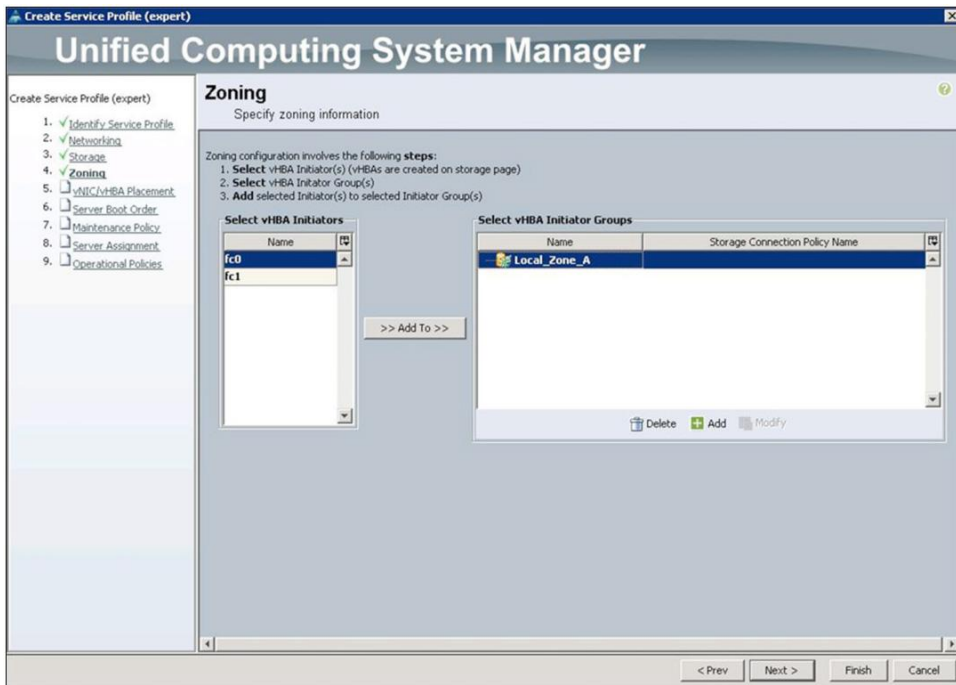 Create Service Profile (expert)
Unified Computing System Manager
Create Service Profile (expert)
1. Identify Service Profile
2. Networking
3. Storage
4. Zoning
5. vNIC/vHBA Placement
6. Server Boot Order
7. Maintenance Policy
8. Server Assignment
9. Operational Policies
Zoning
Specify zoning information
Zoning configuration involves the following steps:
1. Select vHBA Initiator(s) (vHBAs are created on storage page)
2. Select vHBA Initator Group(s)
3. Add selected Initiator(s) to selected Initiator Group(s)
Select vHBA Initiators
Name
fc0
fc1
>> Add To >>
Select vHBA Initiator Groups
Name Storage Connection Policy Name
Local_Zone_A
Delete Add Modify
< Prev Next > Finish Cancel